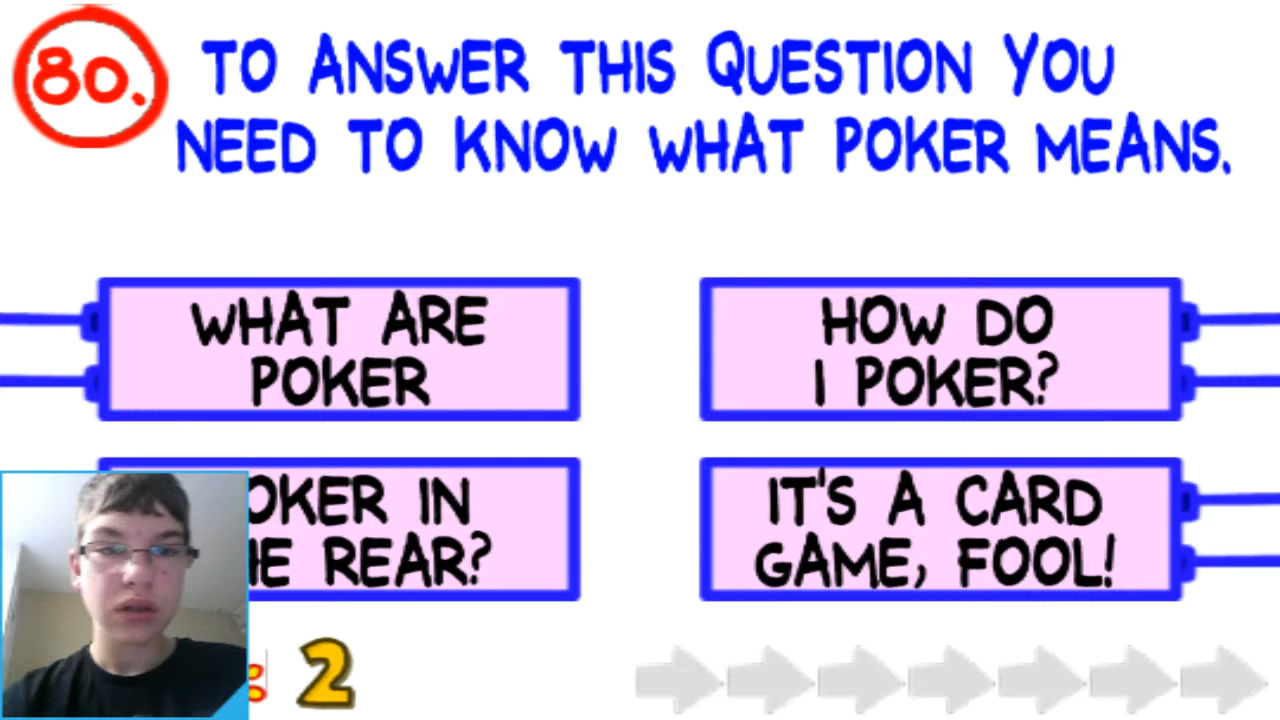 80. TO ANSWER THIS QUESTION YOU
NEED TO KNOW WHAT POKER MEANS.
WHAT ARE
POKER
HOW DO
I POKER?
OKER IN
HE REAR?
IT'S A CARD
GAME, FOOL!
: 2